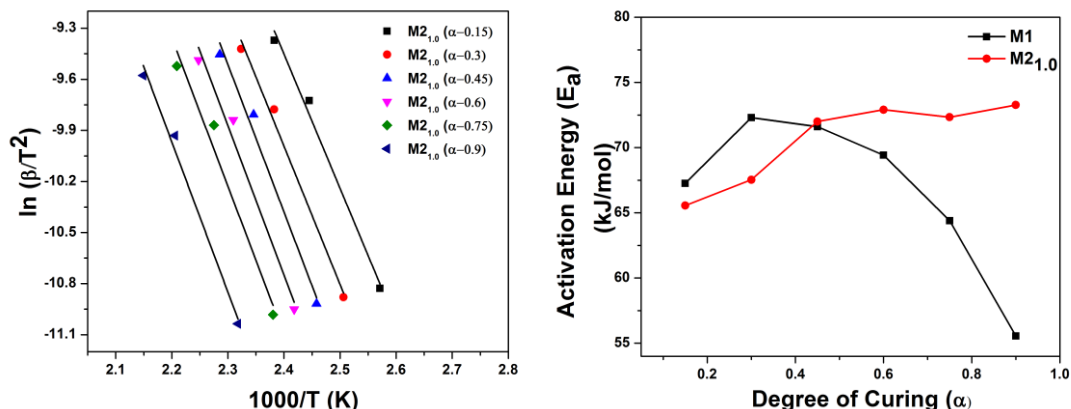 -9.3
-9.6
-9.9
-10.2
-10.5
-10.8
-11.1
ln (β/T²)
2.1 2.2 2.3 2.4 2.5 2.6 2.7 2.8
1000/T (K)
M2₁.₀ (α−0.15)
M2₁.₀ (α−0.3)
M2₁.₀ (α−0.45)
M2₁.₀ (α−0.6)
M2₁.₀ (α−0.75)
M2₁.₀ (α−0.9)
80
75
70
65
60
55
Activation Energy (Eₐ)
(kJ/mol)
0.2 0.4 0.6 0.8 1.0
Degree of Curing (α)
M1
M2₁.₀